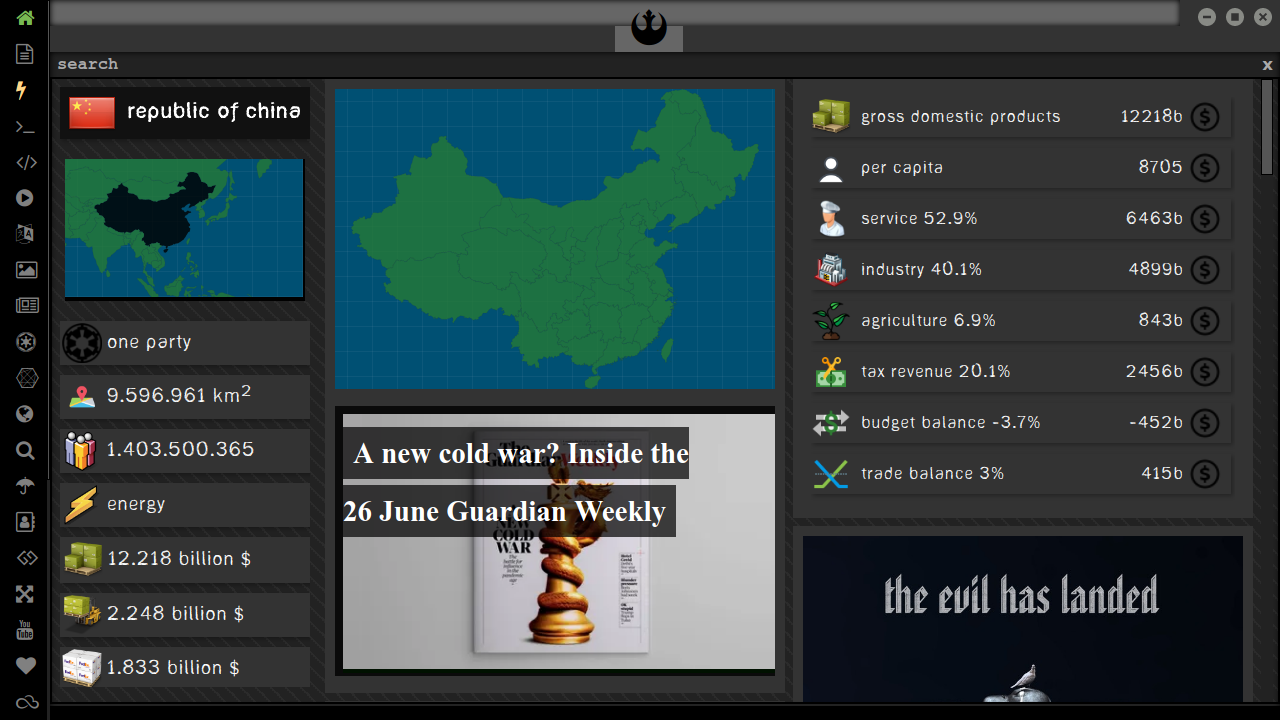 search
x
republic of china
one party
9.596.961 km²
1.403.500.365
energy
12.218 billion $
2.248 billion $
1.833 billion $
A new cold war? Inside the
26 June Guardian Weekly
NEW
COLD
WAR
gross domestic products 12218b $
per capita 8705 $
service 52.9% 6463b $
industry 40.1% 4899b $
agriculture 6.9% 843b $
tax revenue 20.1% 2456b $
budget balance -3.7% -452b $
trade balance 3% 415b $
the evil has landed
You
Tube